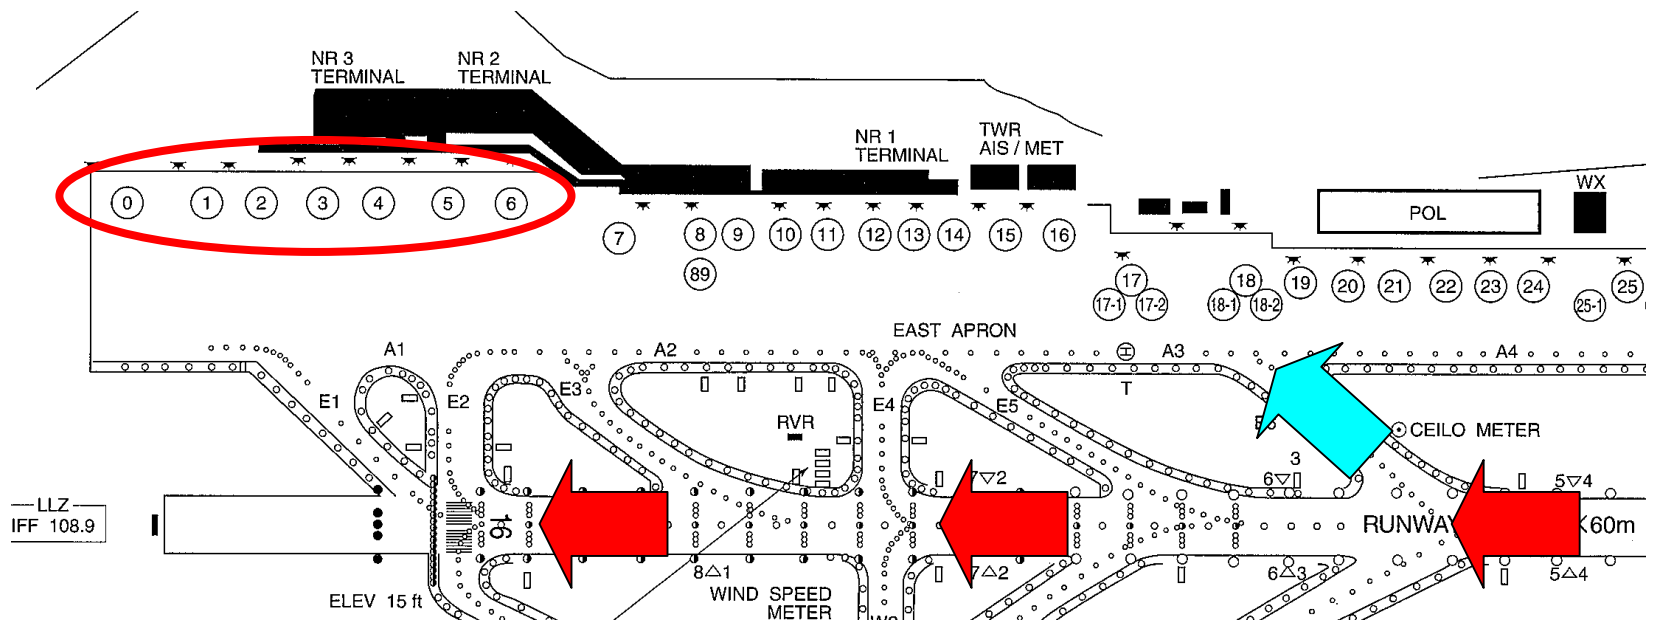 NR 3
TERMINAL
NR 2
TERMINAL
NR 1
TERMINAL
TWR
AIS / MET
WX
POL
0
1
2
3
4
5
6
7
8
9
10
11
12
13
14
15
16
89
17
17-1
17-2
18
18-1
18-2
19
20
21
22
23
24
25-1
25
EAST APRON
A1
A2
A3
A4
T
E1
E2
E3
E4
E5
RVR
CEILO METER
3
6▽
7▽2
5▽4
LLZ
IFF 108.9
16
RUNWA
60m
8△1
7△2
6△3
5△4
ELEV 15 ft
WIND SPEED
METER